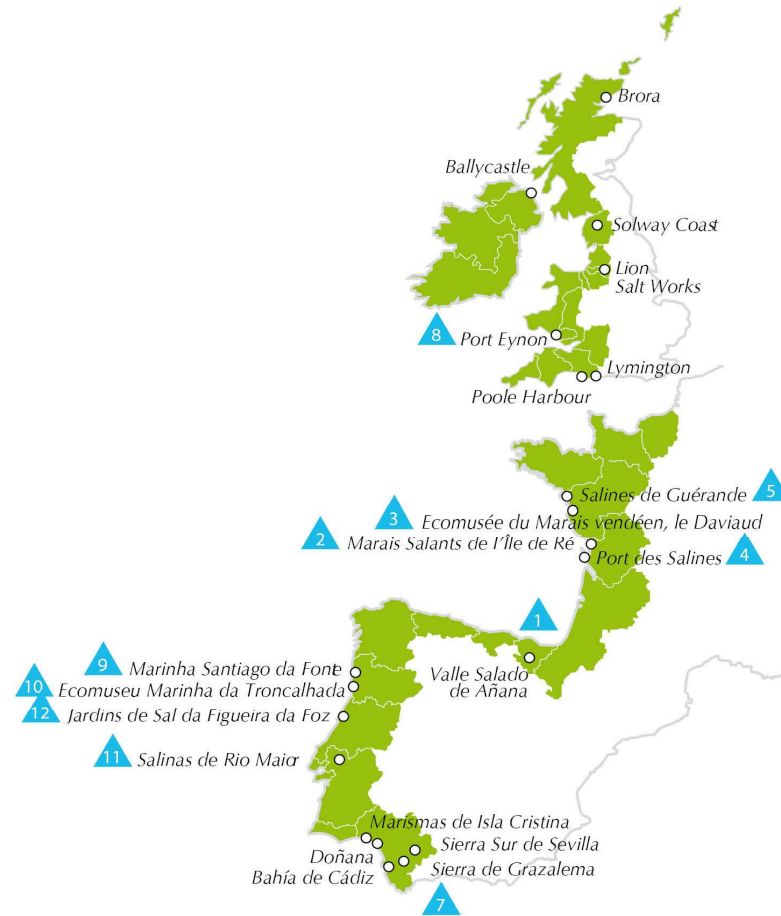 Brora
Ballycastle
Solway Coast
Lion
Salt Works
8 Port Eynon
Lymington
Poole Harbour
Salines de Guérande 5
3 Ecomusée du Marais vendéen, le Daviaud
2 Marais Salants de l'Île de Ré
Port des Salines 4
1
9 Marinha Santiago da Fonte
Valle Salado
de Añana
10 Ecomuseu Marinha da Troncalhada
12 Jardins de Sal da Figueira da Foz
11 Salinas de Rio Maior
Marismas de Isla Cristina
Sierra Sur de Sevilla
Doñana
Sierra de Grazalema
Bahía de Cádiz
7